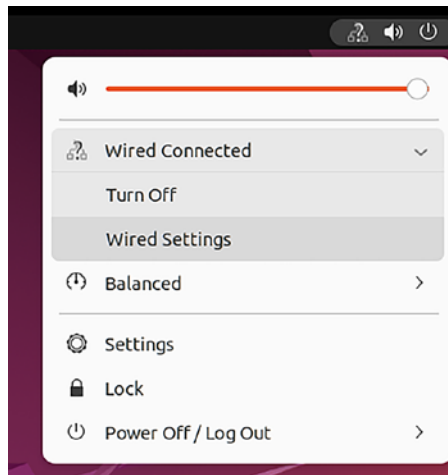 Wired Connected
Turn Off
Wired Settings
Balanced
Settings
Lock
Power Off / Log Out